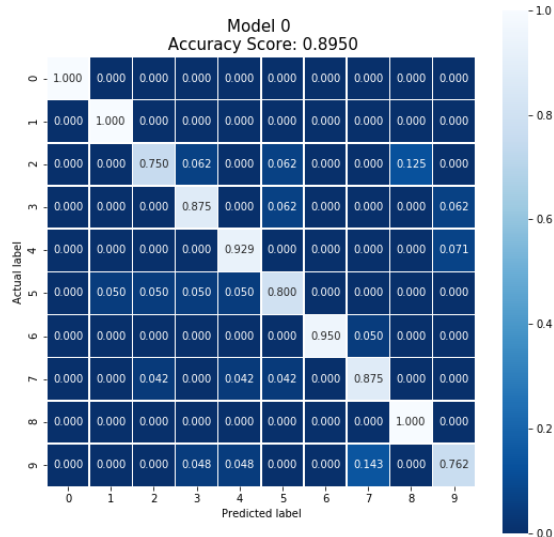 Model 0
Accuracy Score: 0.8950
1.0
0 1.000 0.000 0.000 0.000 0.000 0.000 0.000 0.000 0.000 0.000
1 0.000 1.000 0.000 0.000 0.000 0.000 0.000 0.000 0.000 0.000
0.8
2 0.000 0.000 0.750 0.062 0.000 0.062 0.000 0.000 0.125 0.000
3 0.000 0.000 0.000 0.875 0.000 0.062 0.000 0.000 0.000 0.062
0.6
4 0.000 0.000 0.000 0.000 0.929 0.000 0.000 0.000 0.000 0.071
Actual label
5 0.000 0.050 0.050 0.050 0.050 0.800 0.000 0.000 0.000 0.000
0.4
6 0.000 0.000 0.000 0.000 0.000 0.000 0.950 0.050 0.000 0.000
7 0.000 0.000 0.042 0.000 0.042 0.042 0.000 0.875 0.000 0.000
0.2
8 0.000 0.000 0.000 0.000 0.000 0.000 0.000 0.000 1.000 0.000
9 0.000 0.000 0.000 0.048 0.048 0.000 0.000 0.143 0.000 0.762
0 1 2 3 4 5 6 7 8 9
Predicted label
0.0